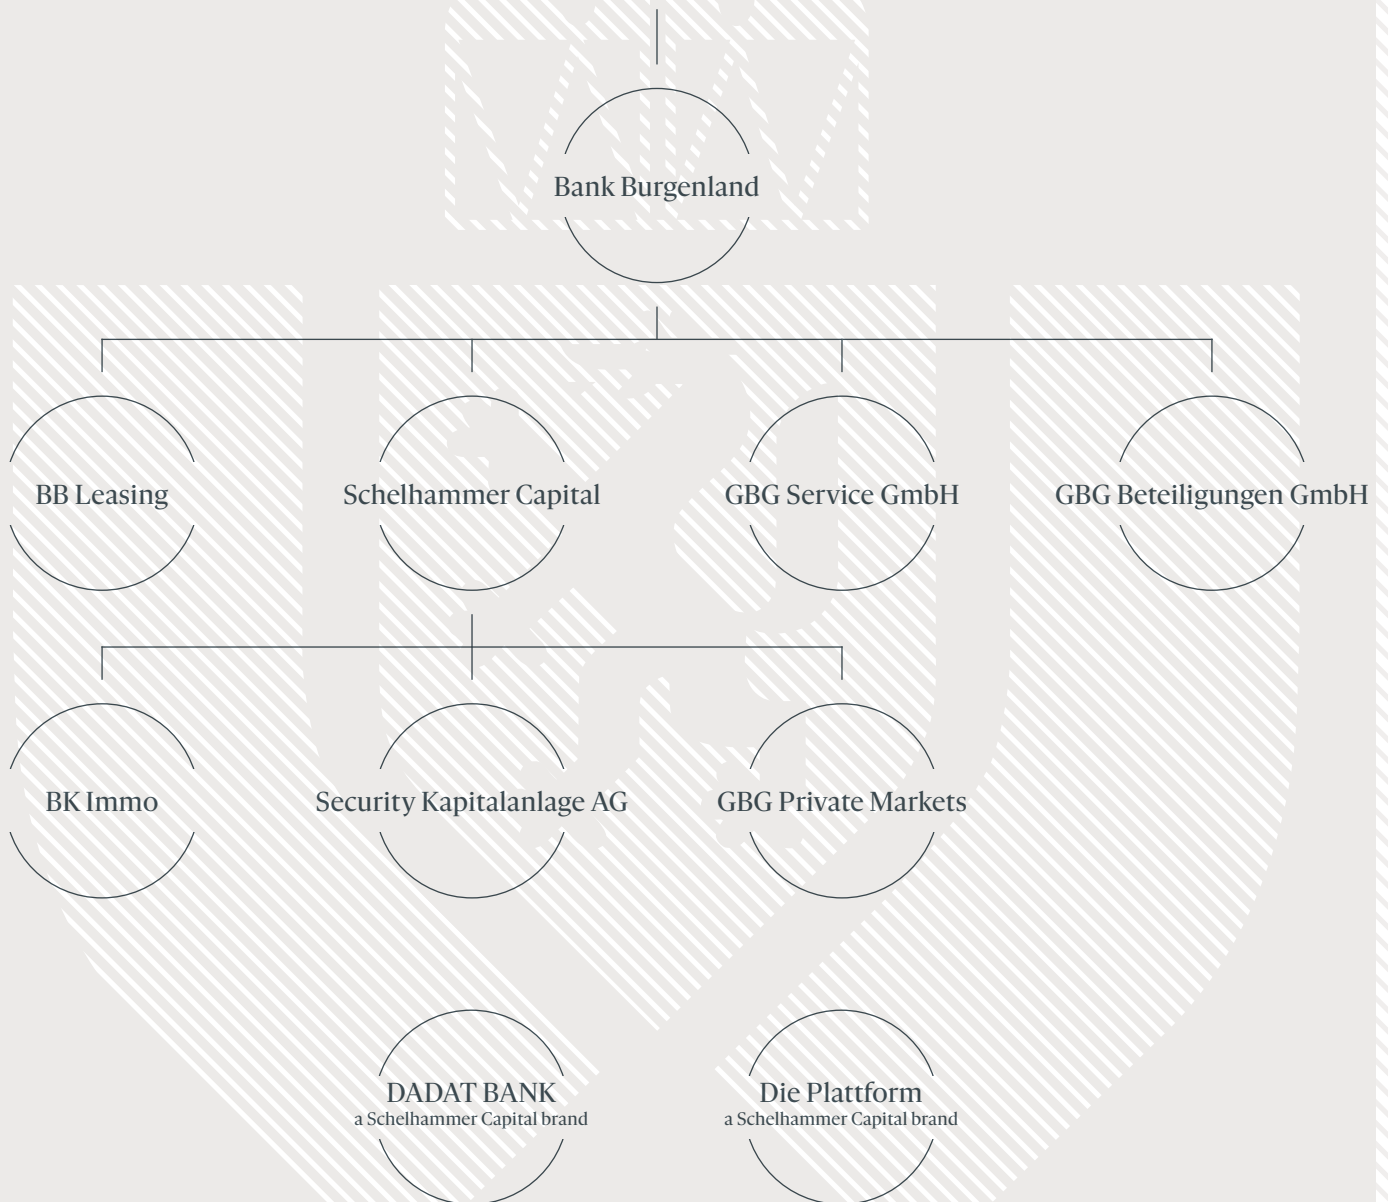 Bank Burgenland
BB Leasing
Schelhammer Capital
GBG Service GmbH
GBG Beteiligungen GmbH
BK Immo
Security Kapitalanlage AG
GBG Private Markets
DADAT BANK
a Schelhammer Capital brand
Die Plattform
a Schelhammer Capital brand